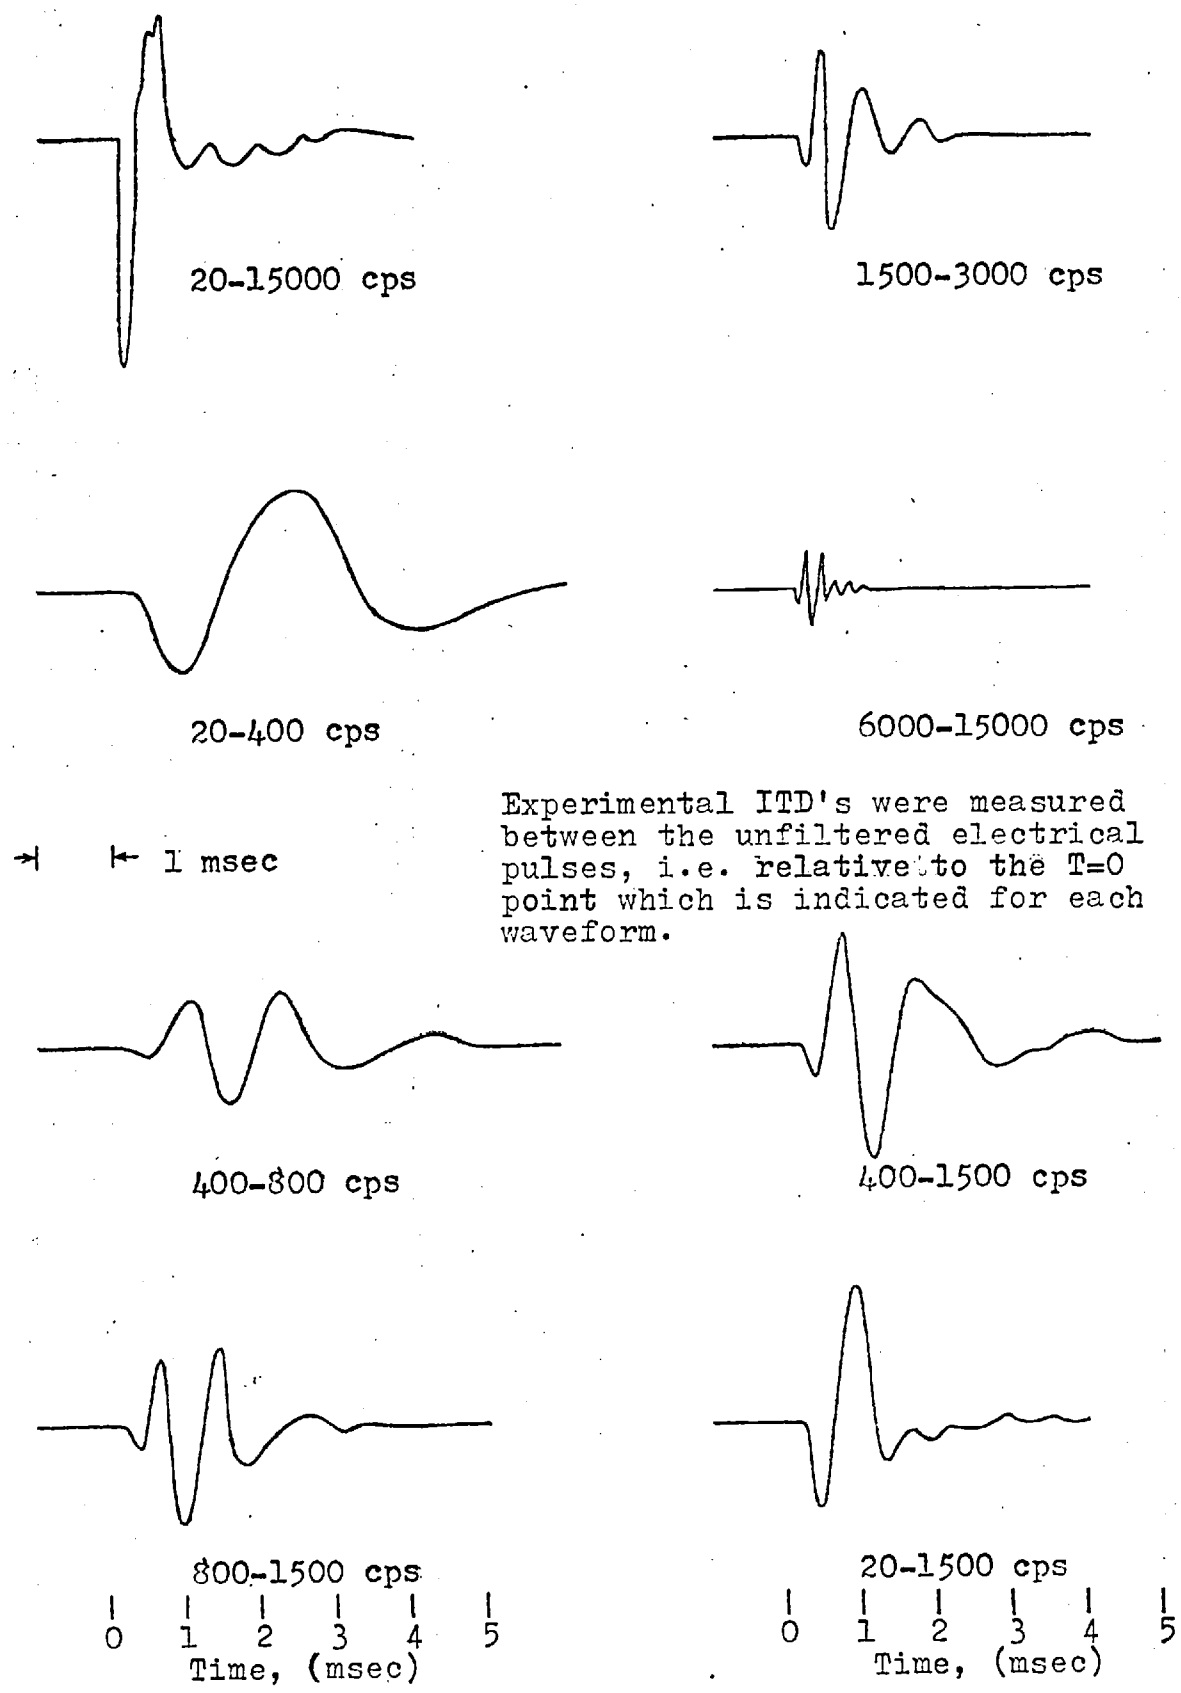 20-15000 cps
1500-3000 cps
20-400 cps
6000-15000 cps
1 msec
Experimental ITD's were measured
between the unfiltered electrical
pulses, i.e. relative to the T=0
point which is indicated for each
waveform.
400-800 cps
400-1500 cps
800-1500 cps
20-1500 cps
0 1 2 3 4 5
Time, (msec)
0 1 2 3 4 5
Time, (msec)